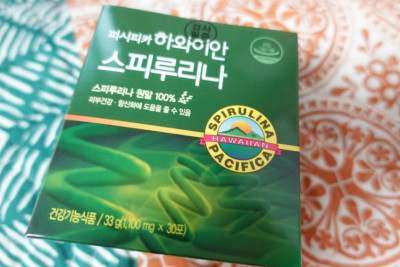 퍼시피카 하와이안
스피루리나
스피루리나 원말 100%
피부건강·항산화에 도움을 줄 수 있음
SPIRULINA
HAWAIIAN
PACIFICA
건강기능식품 / 33 g(1,100 mg × 30포)